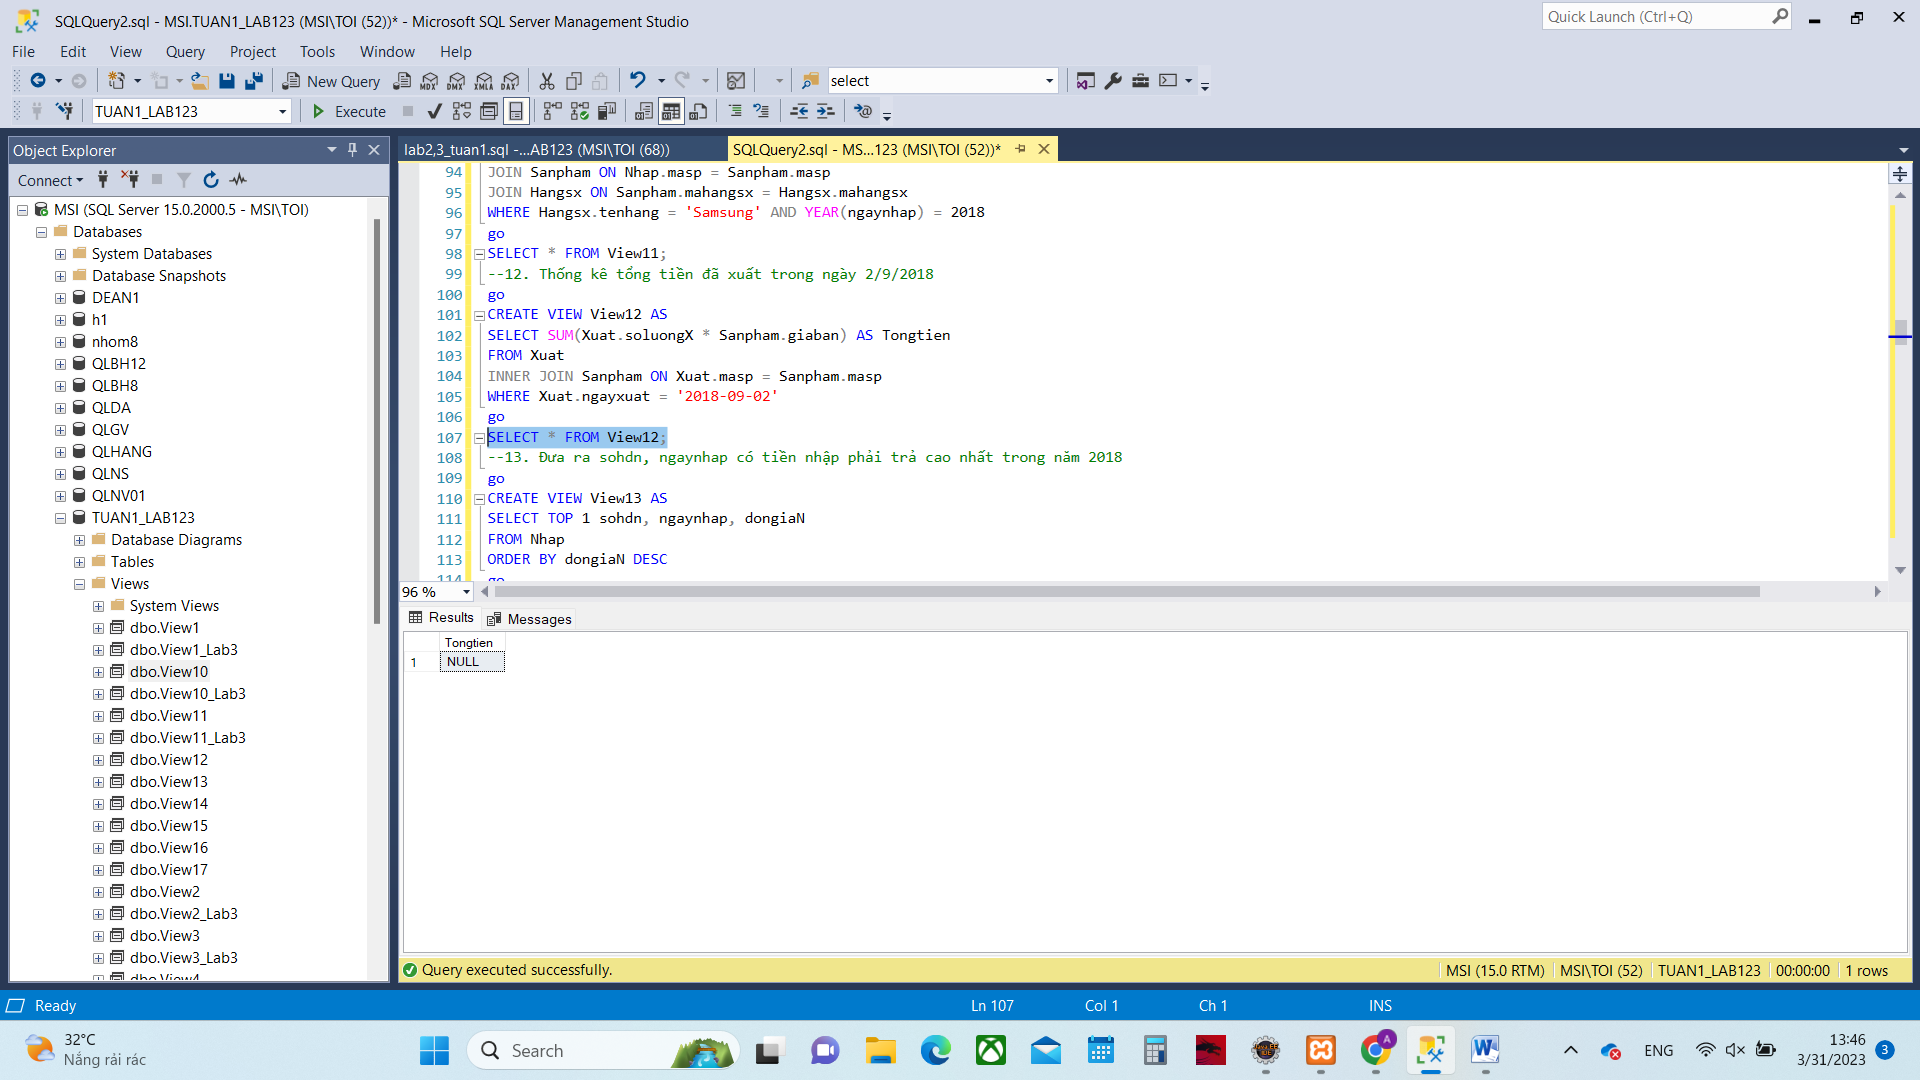 SQLQuery2.sql - MSI.TUAN1_LAB123 (MSI\TOI (52))* - Microsoft SQL Server Management Studio
Quick Launch (Ctrl+Q)
File Edit View Query Project Tools Window Help
New Query
MDX DMX XMLA DAX
select
TUAN1_LAB123
Execute
Object Explorer
Connect
MSI (SQL Server 15.0.2000.5 - MSI\TOI)
Databases
System Databases
Database Snapshots
DEAN1
h1
nhom8
QLBH12
QLBH8
QLDA
QLGV
QLHANG
QLNS
QLNV01
TUAN1_LAB123
Database Diagrams
Tables
Views
System Views
dbo.View1
dbo.View1_Lab3
dbo.View10
dbo.View10_Lab3
dbo.View11
dbo.View11_Lab3
dbo.View12
dbo.View13
dbo.View14
dbo.View15
dbo.View16
dbo.View17
dbo.View2
dbo.View2_Lab3
dbo.View3
dbo.View3_Lab3
dbo.View4
lab2,3_tuan1.sql -...AB123 (MSI\TOI (68))
SQLQuery2.sql - MS...123 (MSI\TOI (52))*
94 JOIN Sanpham ON Nhap.masp = Sanpham.masp
95 JOIN Hangsx ON Sanpham.mahangsx = Hangsx.mahangsx
96 WHERE Hangsx.tenhang = 'Samsung' AND YEAR(ngaynhap) = 2018
97 go
98 SELECT * FROM View11;
99 --12. Thống kê tổng tiền đã xuất trong ngày 2/9/2018
100 go
101 CREATE VIEW View12 AS
102 SELECT SUM(Xuat.soluongX * Sanpham.giaban) AS Tongtien
103 FROM Xuat
104 INNER JOIN Sanpham ON Xuat.masp = Sanpham.masp
105 WHERE Xuat.ngayxuat = '2018-09-02'
106 go
107 SELECT * FROM View12;
108 --13. Đưa ra sohdn, ngaynhap có tiền nhập phải trả cao nhất trong năm 2018
109 go
110 CREATE VIEW View13 AS
111 SELECT TOP 1 sohdn, ngaynhap, dongiaN
112 FROM Nhap
113 ORDER BY dongiaN DESC
114 go
96 %
Results Messages
Tongtien
1 NULL
Query executed successfully.
MSI (15.0 RTM) MSI\TOI (52) TUAN1_LAB123 00:00:00 1 rows
Ready
Ln 107 Col 1 Ch 1 INS
32°C
Nắng rải rác
Search
A
ENG
13:46
3/31/2023
3